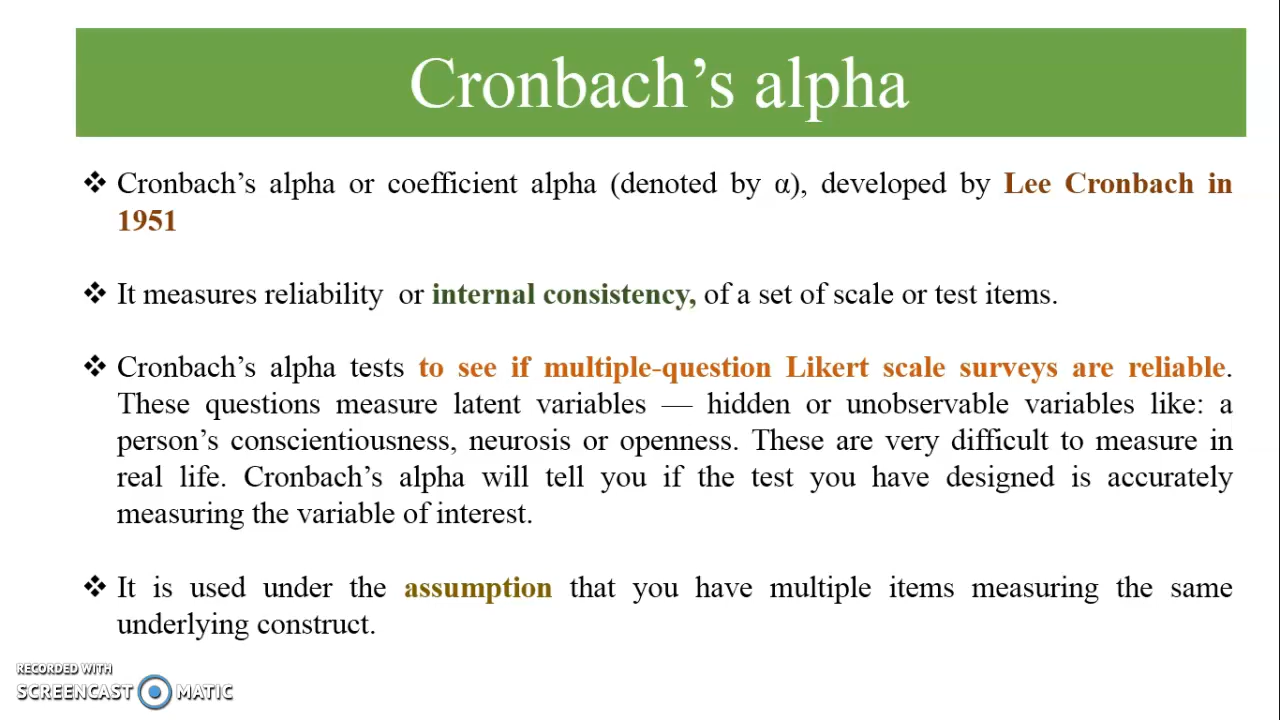 Cronbach’s alpha
❖ Cronbach’s alpha or coefficient alpha (denoted by α), developed by Lee Cronbach in
1951
❖ It measures reliability or internal consistency, of a set of scale or test items.
❖ Cronbach’s alpha tests to see if multiple-question Likert scale surveys are reliable.
These questions measure latent variables — hidden or unobservable variables like: a
person’s conscientiousness, neurosis or openness. These are very difficult to measure in
real life. Cronbach’s alpha will tell you if the test you have designed is accurately
measuring the variable of interest.
❖ It is used under the assumption that you have multiple items measuring the same
underlying construct.
RECORDED WITH
SCREENCAST MATIC